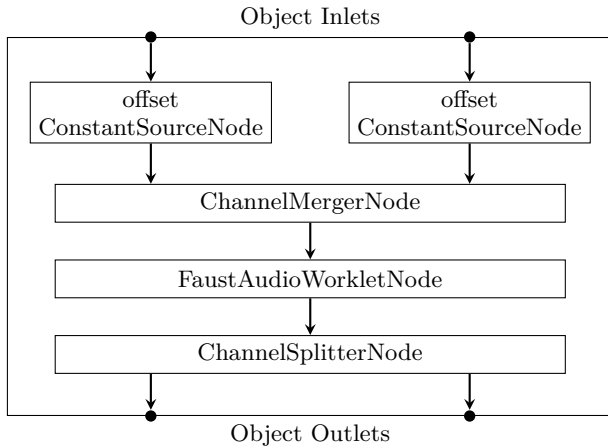 Object Inlets
offset
ConstantSourceNode
offset
ConstantSourceNode
ChannelMergerNode
FaustAudioWorkletNode
ChannelSplitterNode
Object Outlets